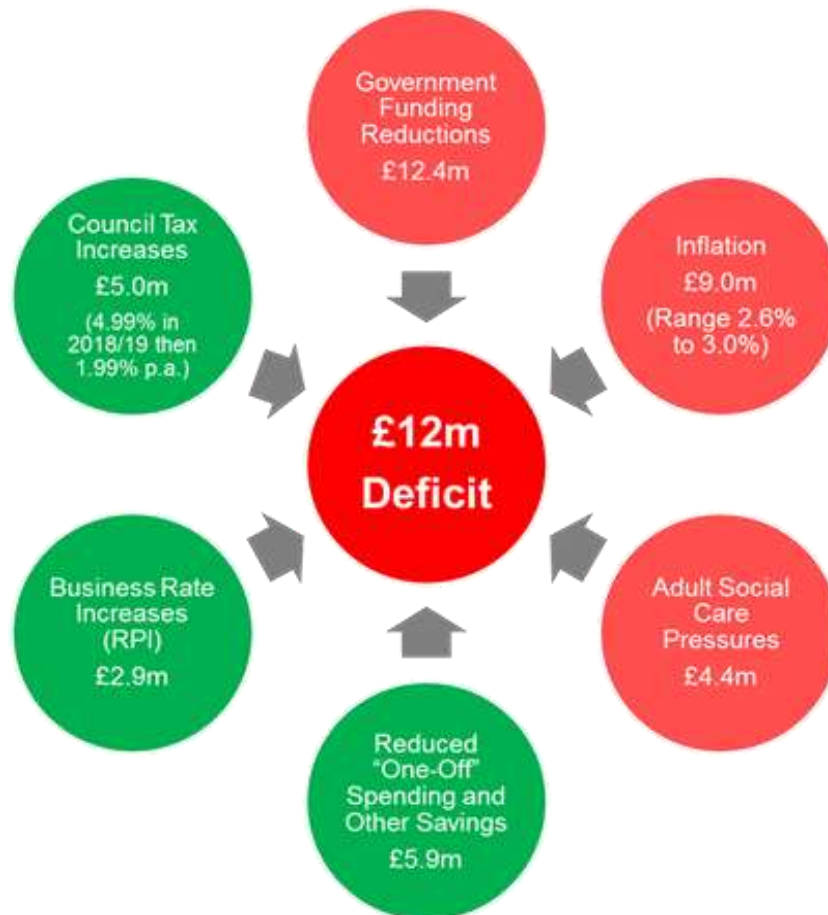 Government
Funding
Reductions
£12.4m
Council Tax
Increases
£5.0m
(4.99% in
2018/19 then
1.99% p.a.)
Inflation
£9.0m
(Range 2.6%
to 3.0%)
£12m
Deficit
Business Rate
Increases
(RPI)
£2.9m
Adult Social
Care
Pressures
£4.4m
Reduced
“One-Off”
Spending and
Other Savings
£5.9m